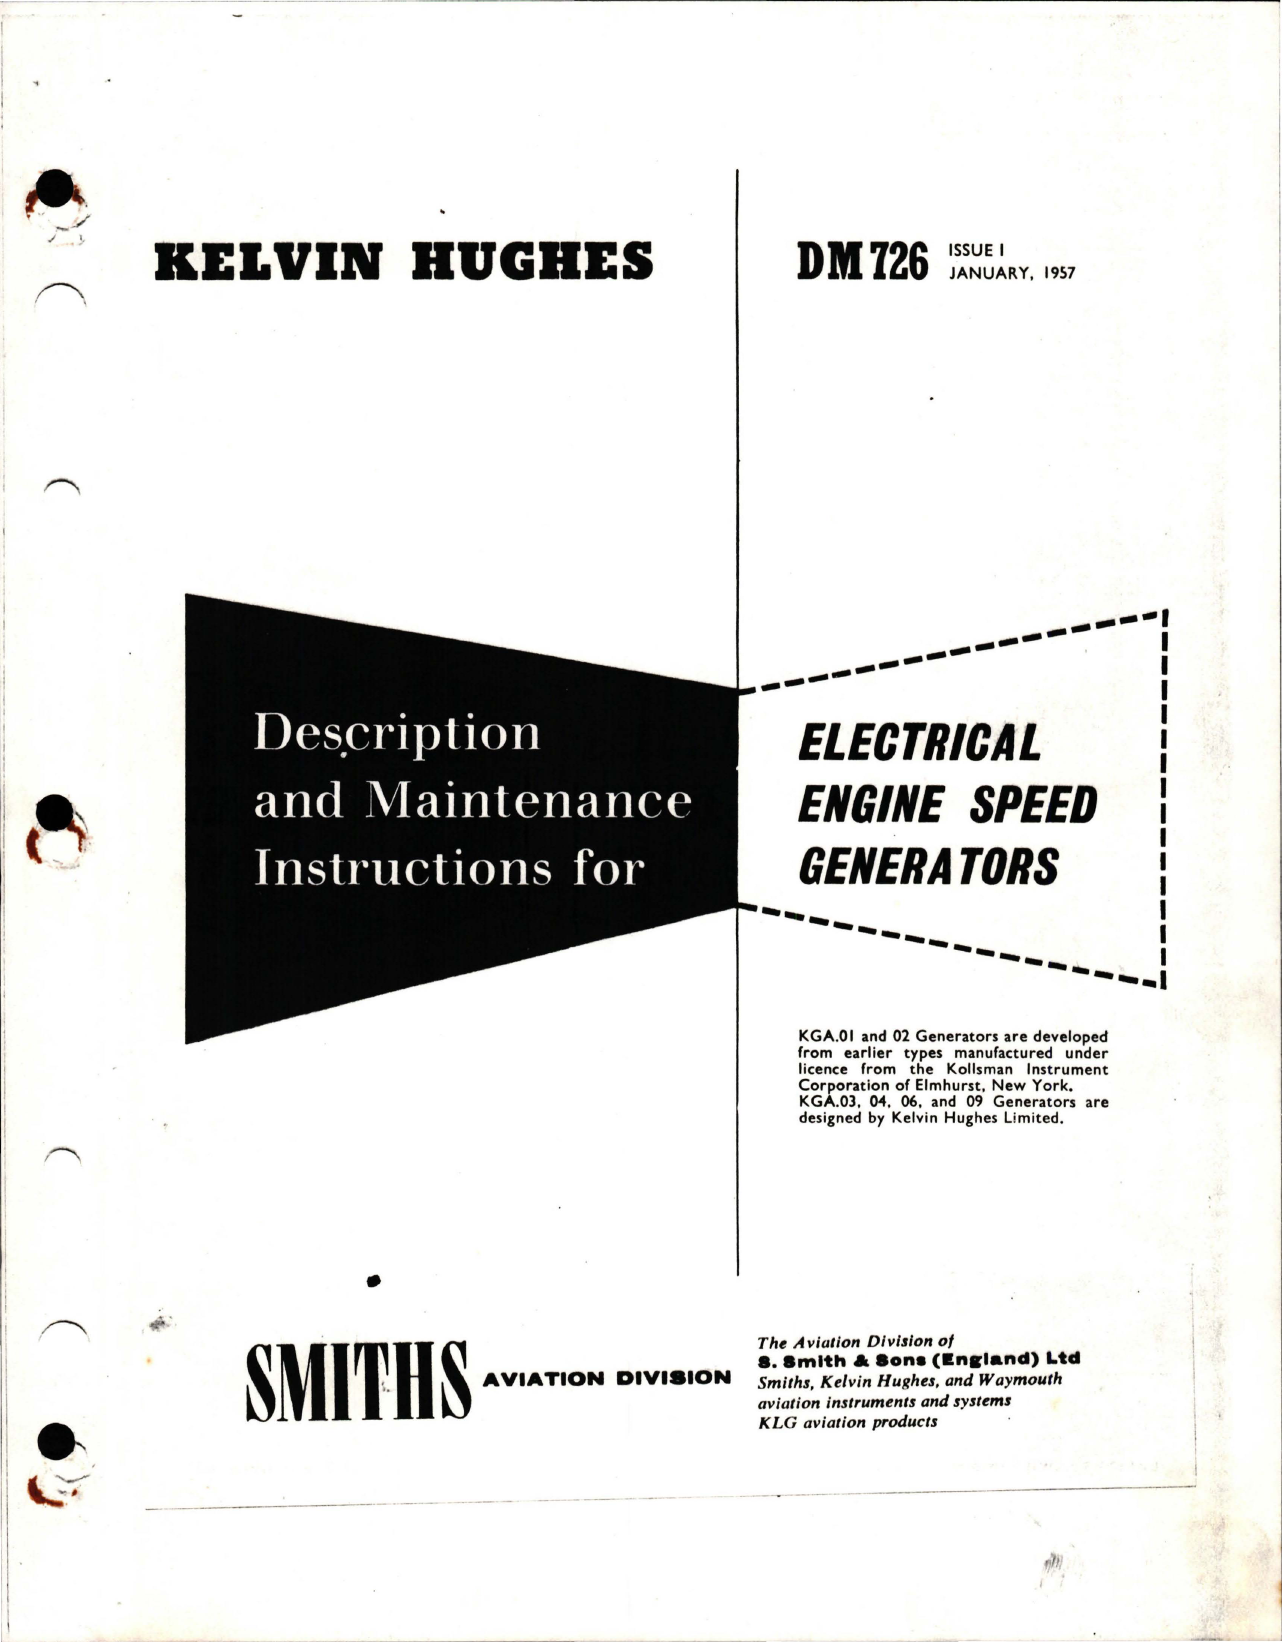 KELVIN HUGHES
DM 726
ISSUE 1
JANUARY, 1957
Description
and Maintenance
Instructions for
ELECTRICAL
ENGINE SPEED
GENERATORS
KGA.01 and 02 Generators are developed
from earlier types manufactured under
licence from the Kollsman Instrument
Corporation of Elmhurst, New York.
KGA.03, 04, 06, and 09 Generators are
designed by Kelvin Hughes Limited.
SMITHS AVIATION DIVISION
The Aviation Division of
S. Smith & Sons (England) Ltd
Smiths, Kelvin Hughes, and Waymouth
aviation instruments and systems
KLG aviation products